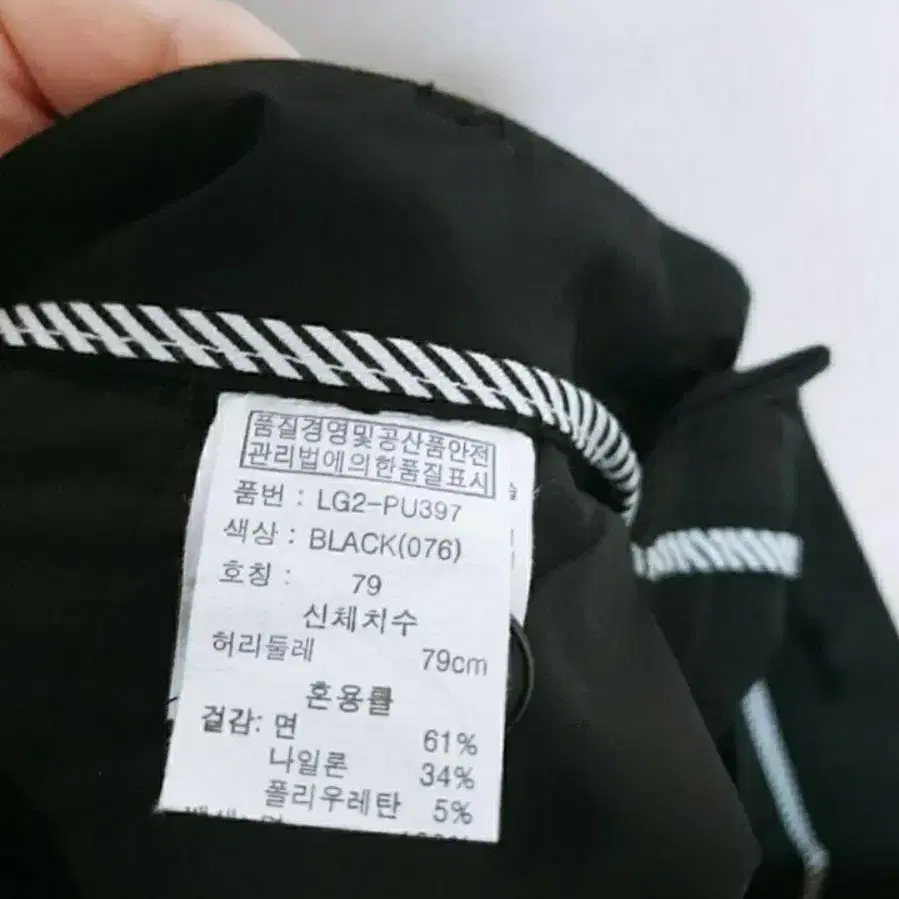 품질경영및공산품안전
관리법에의한품질표시
품번 : LG2-PU397
색상 : BLACK(076)
호칭 : 79
신체치수
허리둘레 79cm
혼용률
겉감: 면 61%
나일론 34%
폴리우레탄 5%